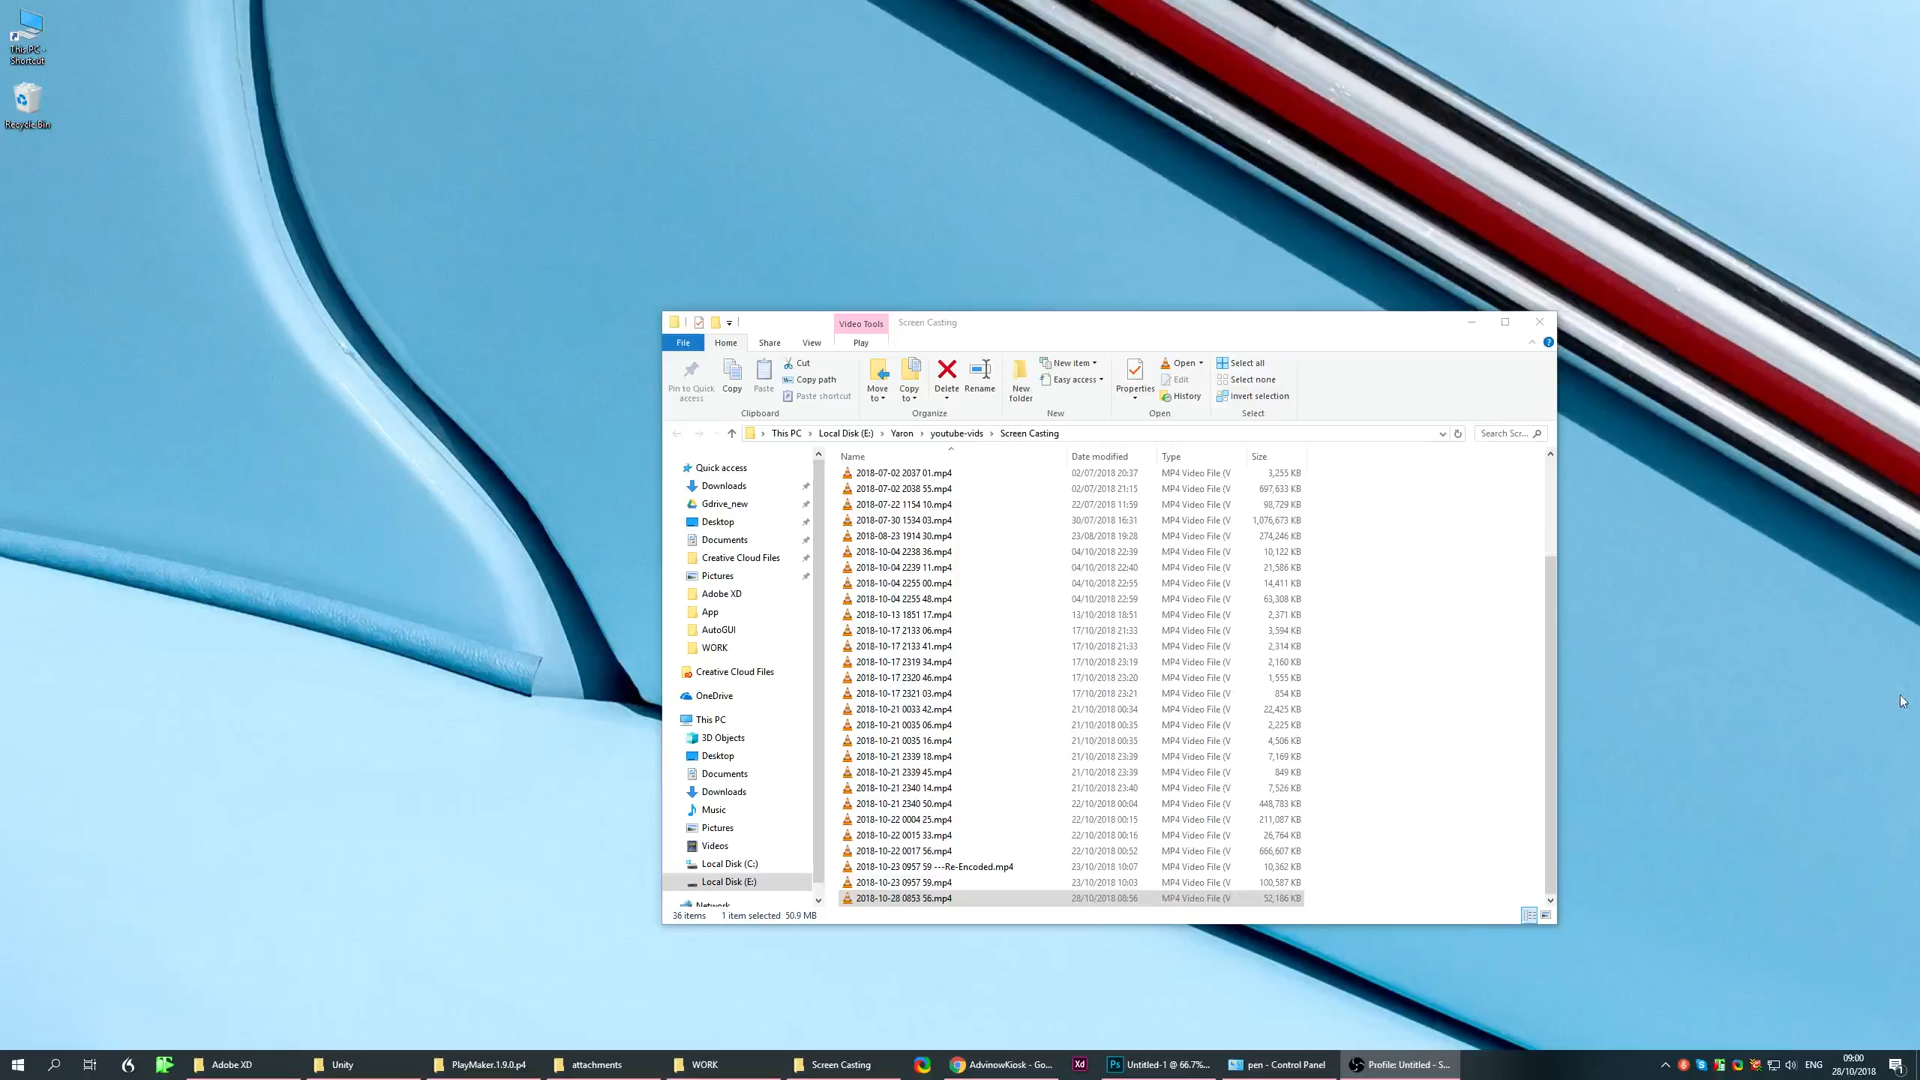 This PC -
Shortcut
Recycle Bin
Video Tools
Screen Casting
File
Home
Share
View
Play
Pin to Quick
access
Copy
Paste
Cut
Copy path
Paste shortcut
Clipboard
Move
to
Copy
to
Delete
Rename
Organize
New
folder
New item
Easy access
New
Properties
Open
Edit
History
Open
Select all
Select none
Invert selection
Select
This PC > Local Disk (E:) > Yaron > youtube-vids > Screen Casting
Search Scr...
Quick access
Downloads
Gdrive_new
Desktop
Documents
Creative Cloud Files
Pictures
Adobe XD
App
AutoGUI
WORK
Creative Cloud Files
OneDrive
This PC
3D Objects
Desktop
Documents
Downloads
Music
Pictures
Videos
Local Disk (C:)
Local Disk (E:)
Network
Name Date modified Type Size
2018-07-02 2037 01.mp4 02/07/2018 20:37 MP4 Video File (V 3,255 KB
2018-07-02 2038 55.mp4 02/07/2018 21:15 MP4 Video File (V 697,633 KB
2018-07-22 1154 10.mp4 22/07/2018 11:59 MP4 Video File (V 98,729 KB
2018-07-30 1534 03.mp4 30/07/2018 16:31 MP4 Video File (V 1,076,673 KB
2018-08-23 1914 30.mp4 23/08/2018 19:28 MP4 Video File (V 274,246 KB
2018-10-04 2238 36.mp4 04/10/2018 22:39 MP4 Video File (V 10,122 KB
2018-10-04 2239 11.mp4 04/10/2018 22:40 MP4 Video File (V 21,586 KB
2018-10-04 2255 00.mp4 04/10/2018 22:55 MP4 Video File (V 14,411 KB
2018-10-04 2255 48.mp4 04/10/2018 22:59 MP4 Video File (V 63,308 KB
2018-10-13 1851 17.mp4 13/10/2018 18:51 MP4 Video File (V 2,371 KB
2018-10-17 2133 06.mp4 17/10/2018 21:33 MP4 Video File (V 3,594 KB
2018-10-17 2133 41.mp4 17/10/2018 21:33 MP4 Video File (V 2,314 KB
2018-10-17 2319 34.mp4 17/10/2018 23:19 MP4 Video File (V 2,160 KB
2018-10-17 2320 46.mp4 17/10/2018 23:20 MP4 Video File (V 1,555 KB
2018-10-17 2321 03.mp4 17/10/2018 23:21 MP4 Video File (V 854 KB
2018-10-21 0033 42.mp4 21/10/2018 00:34 MP4 Video File (V 22,425 KB
2018-10-21 0035 06.mp4 21/10/2018 00:35 MP4 Video File (V 2,225 KB
2018-10-21 0035 16.mp4 21/10/2018 00:35 MP4 Video File (V 4,506 KB
2018-10-21 2339 18.mp4 21/10/2018 23:39 MP4 Video File (V 7,169 KB
2018-10-21 2339 45.mp4 21/10/2018 23:39 MP4 Video File (V 849 KB
2018-10-21 2340 14.mp4 21/10/2018 23:40 MP4 Video File (V 7,526 KB
2018-10-21 2340 50.mp4 22/10/2018 00:04 MP4 Video File (V 448,783 KB
2018-10-22 0004 25.mp4 22/10/2018 00:15 MP4 Video File (V 211,087 KB
2018-10-22 0015 33.mp4 22/10/2018 00:16 MP4 Video File (V 26,764 KB
2018-10-22 0017 56.mp4 22/10/2018 00:52 MP4 Video File (V 666,607 KB
2018-10-23 0957 59 ---Re-Encoded.mp4 23/10/2018 10:07 MP4 Video File (V 10,362 KB
2018-10-23 0957 59.mp4 23/10/2018 10:03 MP4 Video File (V 100,587 KB
2018-10-28 0853 56.mp4 28/10/2018 08:56 MP4 Video File (V 52,186 KB
36 items 1 item selected 50.9 MB
Adobe XD
Unity
PlayMaker.1.9.0.p4
attachments
WORK
Screen Casting
AdvinowKiosk - Go...
Xd
Ps
Untitled-1 @ 66.7%...
pen - Control Panel
Profile: Untitled - S...
ENG
09:00
28/10/2018